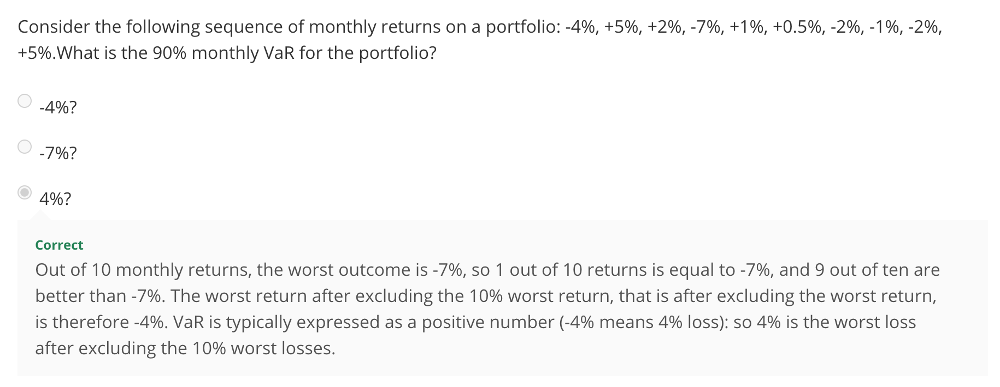 Consider the following sequence of monthly returns on a portfolio: -4%, +5%, +2%, -7%, +1%, +0.5%, -2%, -1%, -2%,
+5%.What is the 90% monthly VaR for the portfolio?
-4%?
-7%?
4%?
Correct
Out of 10 monthly returns, the worst outcome is -7%, so 1 out of 10 returns is equal to -7%, and 9 out of ten are
better than -7%. The worst return after excluding the 10% worst return, that is after excluding the worst return,
is therefore -4%. VaR is typically expressed as a positive number (-4% means 4% loss): so 4% is the worst loss
after excluding the 10% worst losses.